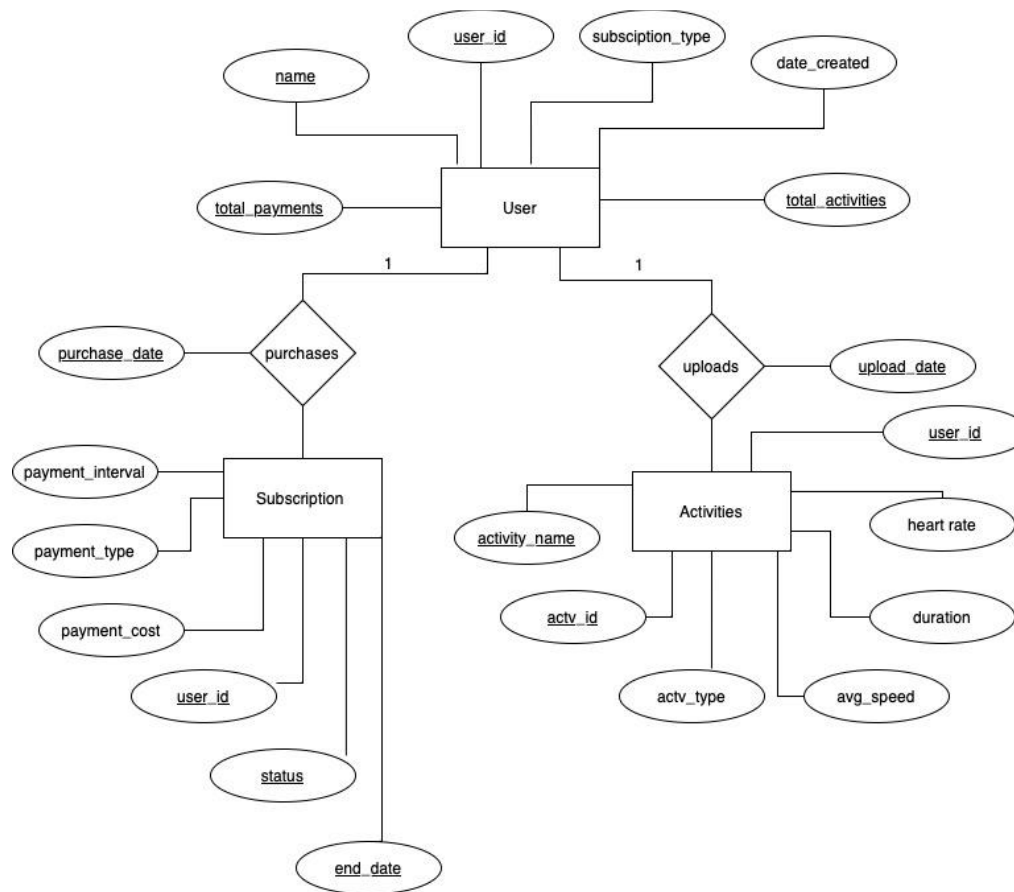 user_id
subsciption_type
date_created
name
total_payments
User
total_activities
1
1
purchase_date
purchases
uploads
upload_date
user_id
payment_interval
Subscription
Activities
activity_name
heart rate
payment_type
payment_cost
actv_id
duration
user_id
actv_type
avg_speed
status
end_date